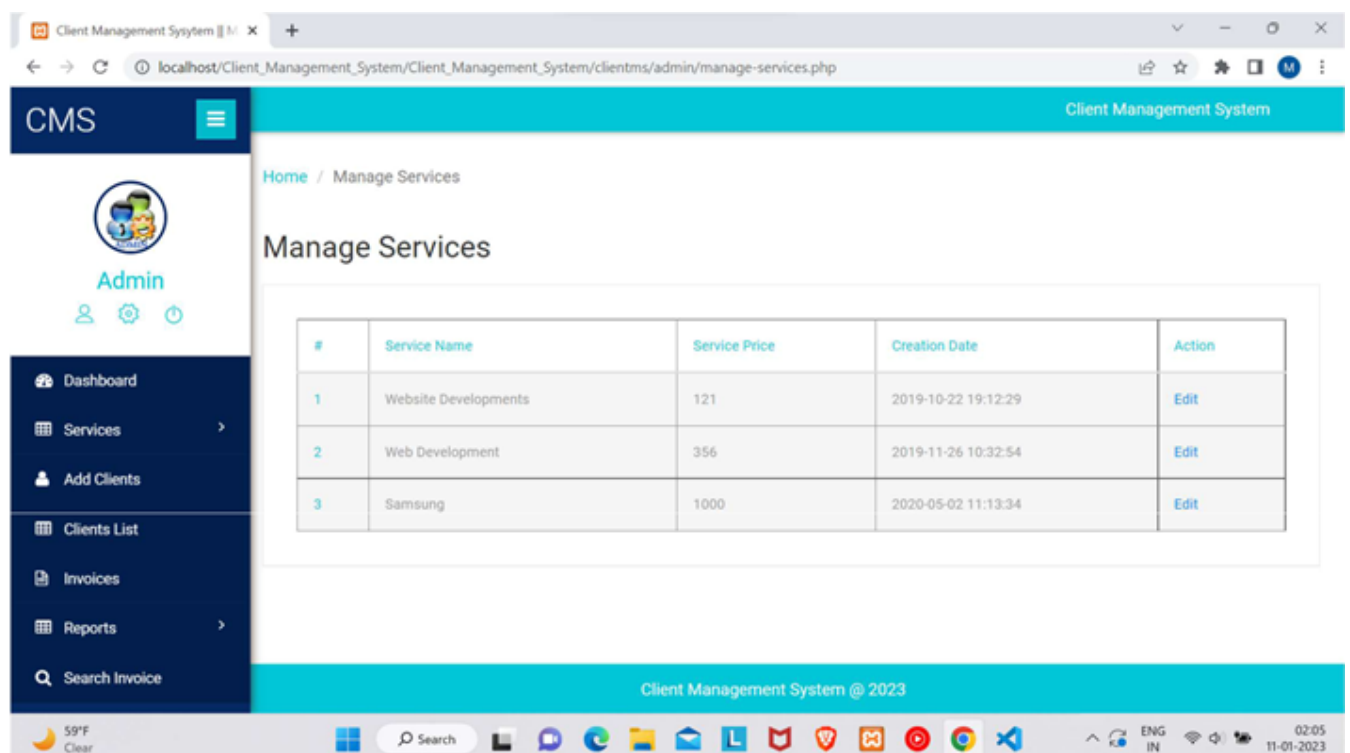 Client Management Sysytem || M
localhost/Client_Management_System/Client_Management_System/clientms/admin/manage-services.php
M
CMS
Client Management System
Home / Manage Services
ADMIN
Admin
Manage Services
# Service Name Service Price Creation Date Action
1 Website Developments 121 2019-10-22 19:12:29 Edit
2 Web Development 356 2019-11-26 10:32:54 Edit
3 Samsung 1000 2020-05-02 11:13:34 Edit
Dashboard
Services
Add Clients
Clients List
Invoices
Reports
Search Invoice
Client Management System @ 2023
59°F
Clear
Search
L
ENG
IN
02:05
11-01-2023